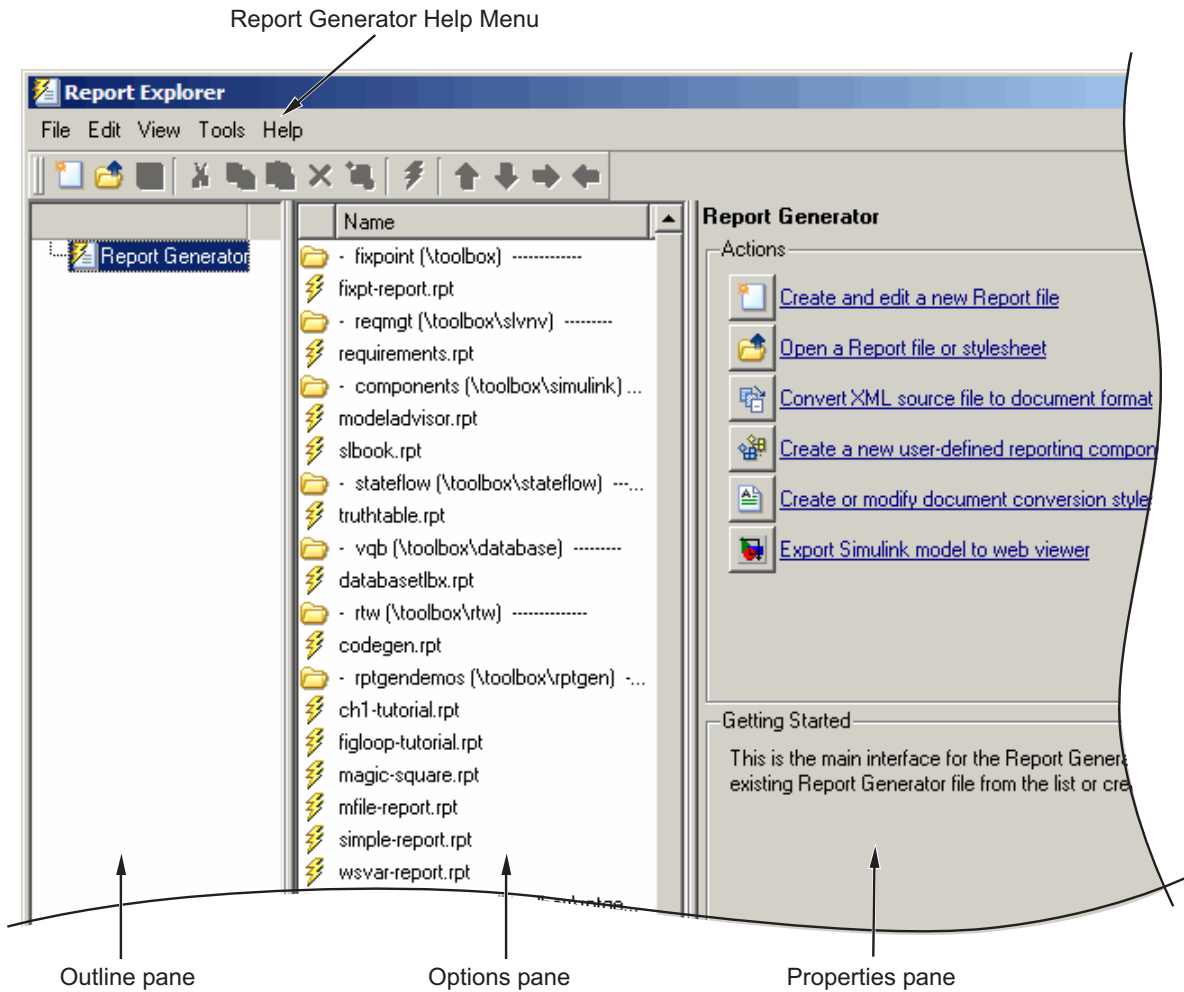 Report Generator Help Menu
Report Explorer
File Edit View Tools Help
Name
Report Generator
- fixpoint (\toolbox) -------------
fixpt-report.rpt
- reqmgt (\toolbox\slvnv) ---------
requirements.rpt
- components (\toolbox\simulink) ...
modeladvisor.rpt
slbook.rpt
- stateflow (\toolbox\stateflow) ---...
truthtable.rpt
- vqb (\toolbox\database) ---------
databasetlbx.rpt
- rtw (\toolbox\rtw) --------------
codegen.rpt
- rptgendemos (\toolbox\rptgen) -...
ch1-tutorial.rpt
figloop-tutorial.rpt
magic-square.rpt
mfile-report.rpt
simple-report.rpt
wsvar-report.rpt
Report Generator
Actions
Create and edit a new Report file
Open a Report file or stylesheet
Convert XML source file to document format
Create a new user-defined reporting compon
Create or modify document conversion style
Export Simulink model to web viewer
Getting Started
This is the main interface for the Report Genera
existing Report Generator file from the list or cre
Outline pane
Options pane
Properties pane